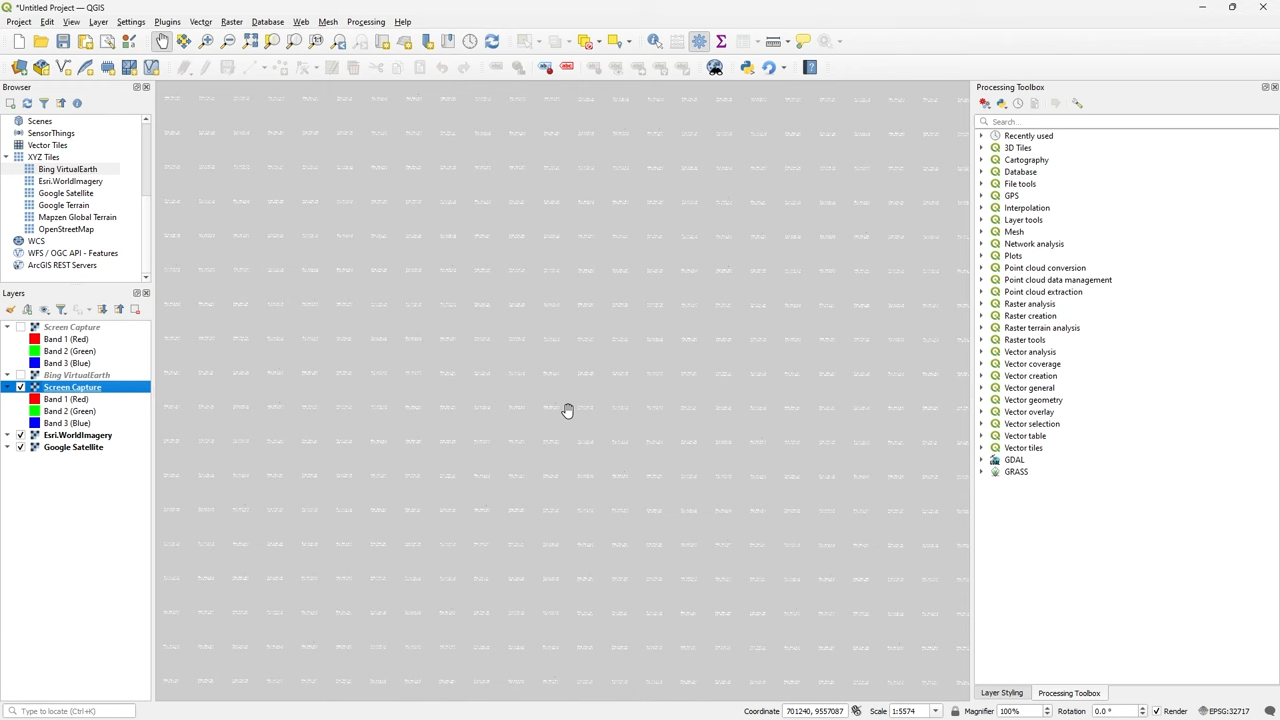 *Untitled Project — QGIS
Project Edit View Layer Settings Plugins Vector Raster Database Web Mesh Processing Help
Browser
Scenes
SensorThings
Vector Tiles
XYZ Tiles
Bing VirtualEarth
Esri.WorldImagery
Google Satellite
Google Terrain
Mapzen Global Terrain
OpenStreetMap
WCS
WFS / OGC API - Features
ArcGIS REST Servers
Layers
Screen Capture
Band 1 (Red)
Band 2 (Green)
Band 3 (Blue)
Bing VirtualEarth
Screen Capture
Band 1 (Red)
Band 2 (Green)
Band 3 (Blue)
Esri.WorldImagery
Google Satellite
Processing Toolbox
Search...
Recently used
3D Tiles
Cartography
Database
File tools
GPS
Interpolation
Layer tools
Mesh
Network analysis
Plots
Point cloud conversion
Point cloud data management
Point cloud extraction
Raster analysis
Raster creation
Raster terrain analysis
Raster tools
Vector analysis
Vector coverage
Vector creation
Vector general
Vector geometry
Vector overlay
Vector selection
Vector table
Vector tiles
GDAL
GRASS
Layer Styling Processing Toolbox
Type to locate (Ctrl+K) Coordinate 701240, 9557087 Scale 1:5574 Magnifier 100% Rotation 0.0 ° Render EPSG:32717